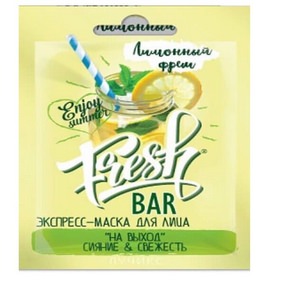 Лимонный
Лимонный
фреш
Enjoy
summer
Fresh®
BAR
ЭКСПРЕСС-МАСКА ДЛЯ ЛИЦА
"НА ВЫХОД"
СИЯНИЕ & СВЕЖЕСТЬ